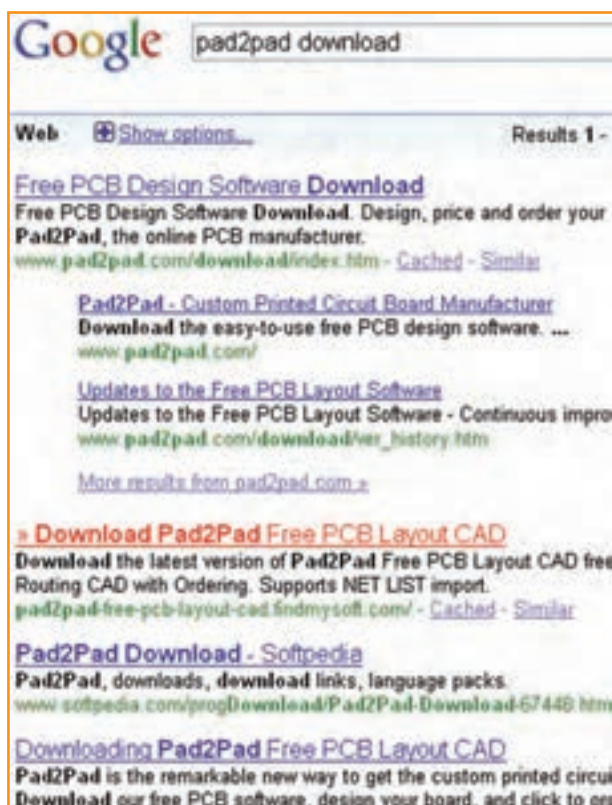 Google pad2pad download
Web Show options... Results 1 -
Free PCB Design Software Download
Free PCB Design Software Download. Design, price and order your
Pad2Pad, the online PCB manufacturer.
www.pad2pad.com/download/index.htm - Cached - Similar
Pad2Pad - Custom Printed Circuit Board Manufacturer
Download the easy-to-use free PCB design software. ...
www.pad2pad.com/
Updates to the Free PCB Layout Software
Updates to the Free PCB Layout Software - Continuous impro
www.pad2pad.com/download/ver_history.htm
More results from pad2pad.com »
» Download Pad2Pad Free PCB Layout CAD
Download the latest version of Pad2Pad Free PCB Layout CAD free
Routing CAD with Ordering. Supports NET LIST import.
pad2pad-free-pcb-layout-cad.findmysoft.com/ - Cached - Similar
Pad2Pad Download - Softpedia
Pad2Pad, downloads, download links, language packs.
www.softpedia.com/progDownload/Pad2Pad-Download-67448.htm
Downloading Pad2Pad Free PCB Layout CAD
Pad2Pad is the remarkable new way to get the custom printed circui
Download our free PCB software, design your board, and click to